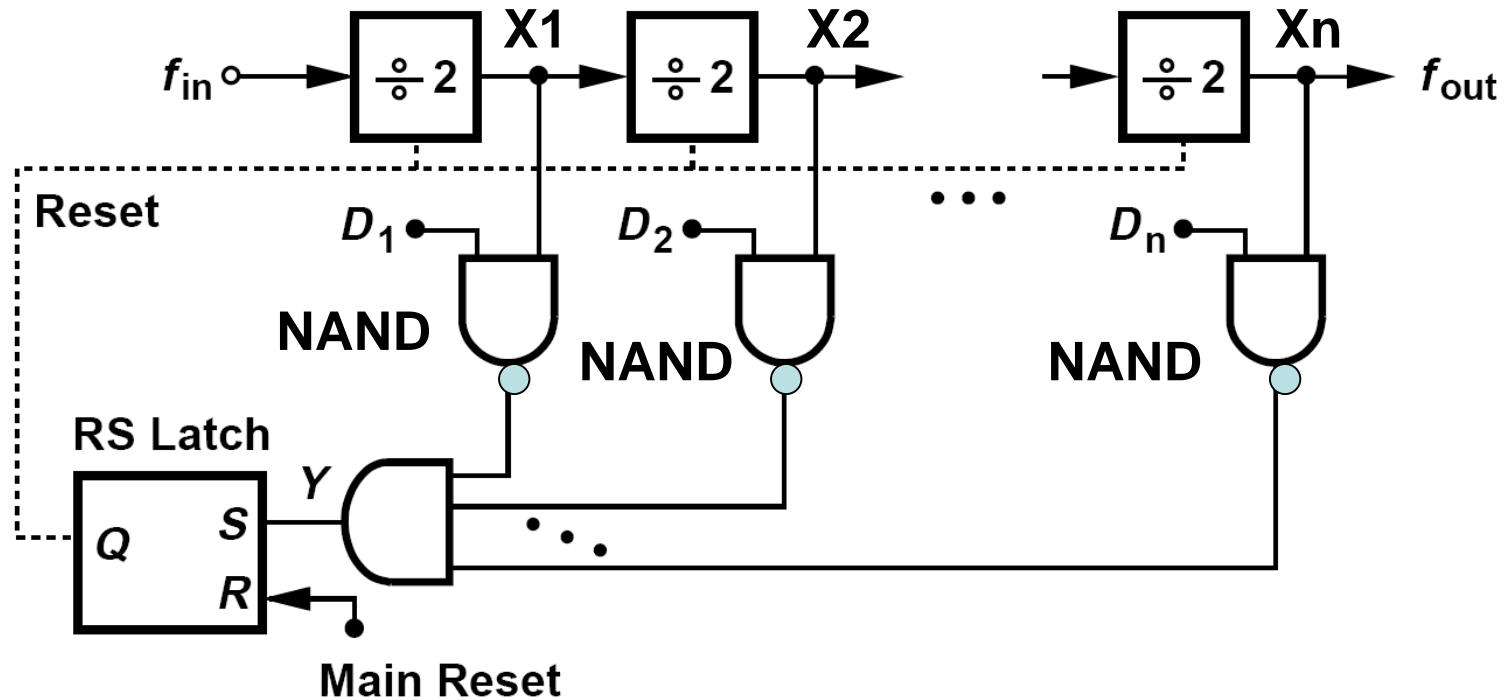 X1 X2 Xn
fin ÷ 2 ÷ 2 ÷ 2 fout
Reset
D1 D2 Dn
NAND NAND NAND
RS Latch
Y
Q S
R
Main Reset